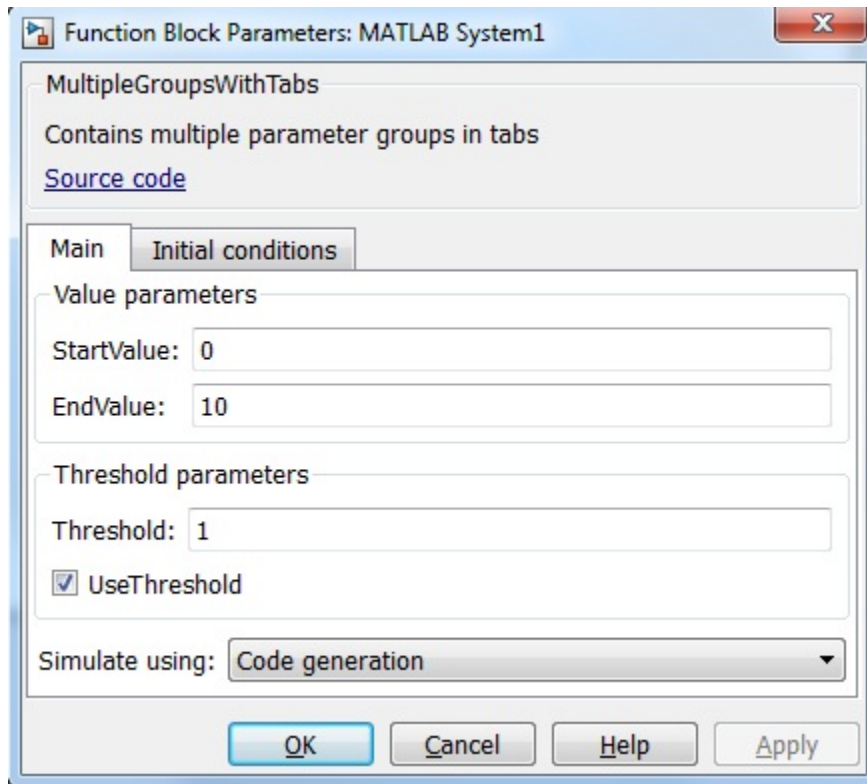 Function Block Parameters: MATLAB System1
MultipleGroupsWithTabs
Contains multiple parameter groups in tabs
Source code
Main Initial conditions
Value parameters
StartValue: 0
EndValue: 10
Threshold parameters
Threshold: 1
UseThreshold
Simulate using: Code generation
OK Cancel Help Apply